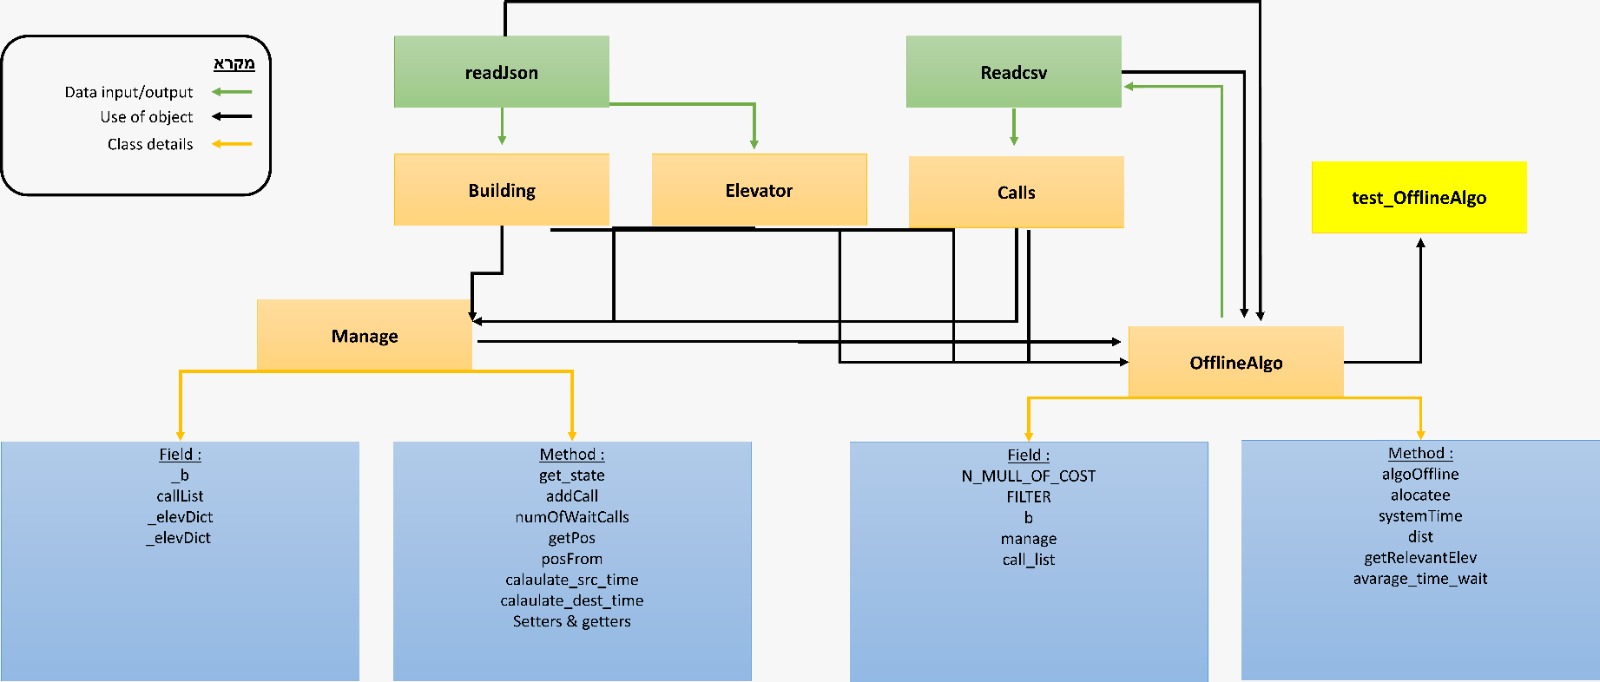 מקרא
Data input/output
Use of object
Class details
readJson
Readcsv
Building
Elevator
Calls
test_OfflineAlgo
Manage
OfflineAlgo
Field :
_b
callList
_elevDict
_elevDict
Method :
get_state
addCall
numOfWaitCalls
getPos
posFrom
calaulate_src_time
calaulate_dest_time
Setters & getters
Field :
N_MULL_OF_COST
FILTER
b
manage
call_list
Method :
algoOffline
alocatee
systemTime
dist
getRelevantElev
avarage_time_wait